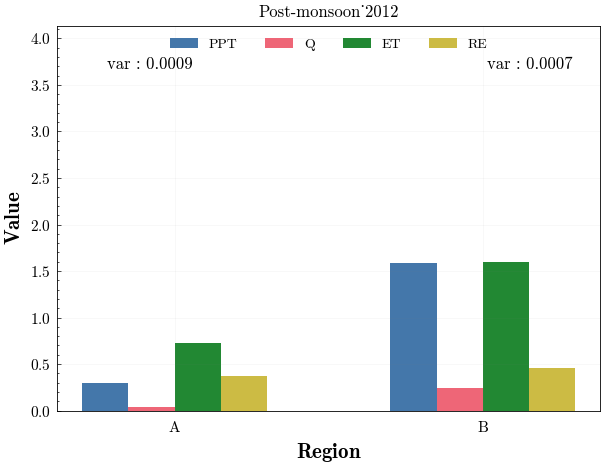 Post-monsoon˙2012
PPT Q ET RE
var : 0.0009 var : 0.0007
4.0
3.5
3.0
2.5
2.0
1.5
1.0
0.5
0.0
Value
A B
Region